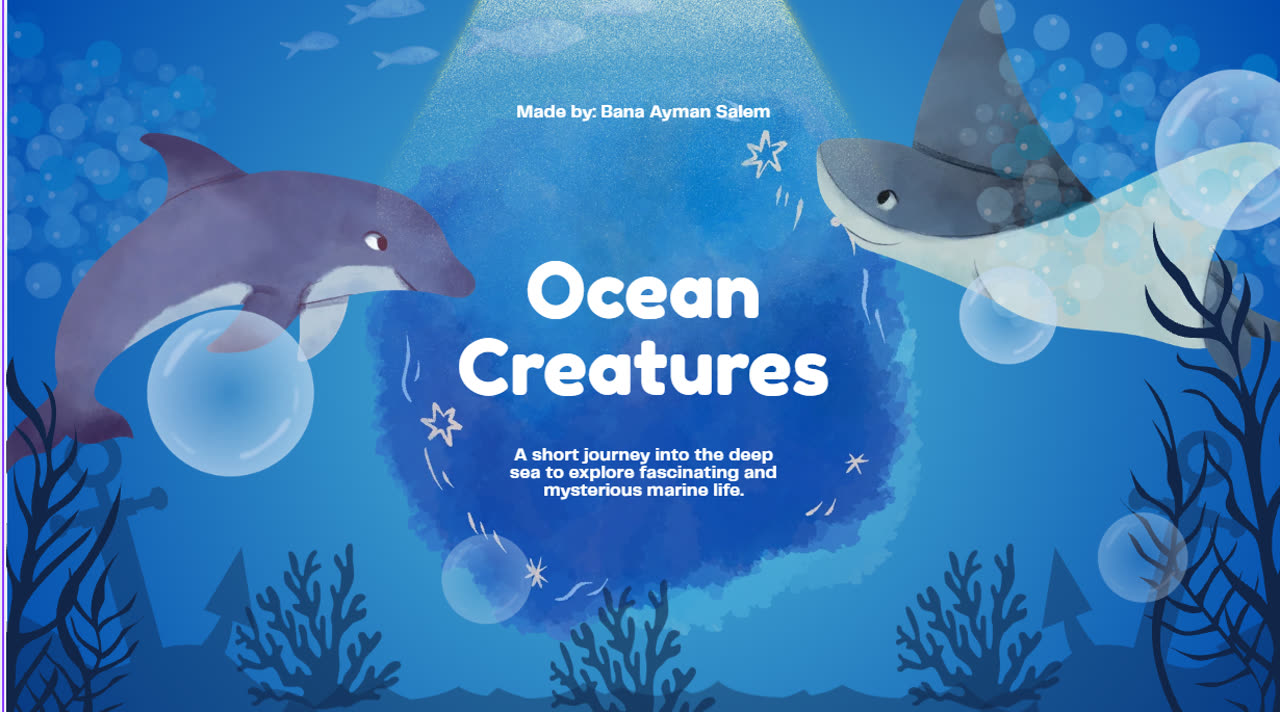 Made by: Bana Ayman Salem
Ocean
Creatures
A short journey into the deep
sea to explore fascinating and
mysterious marine life.